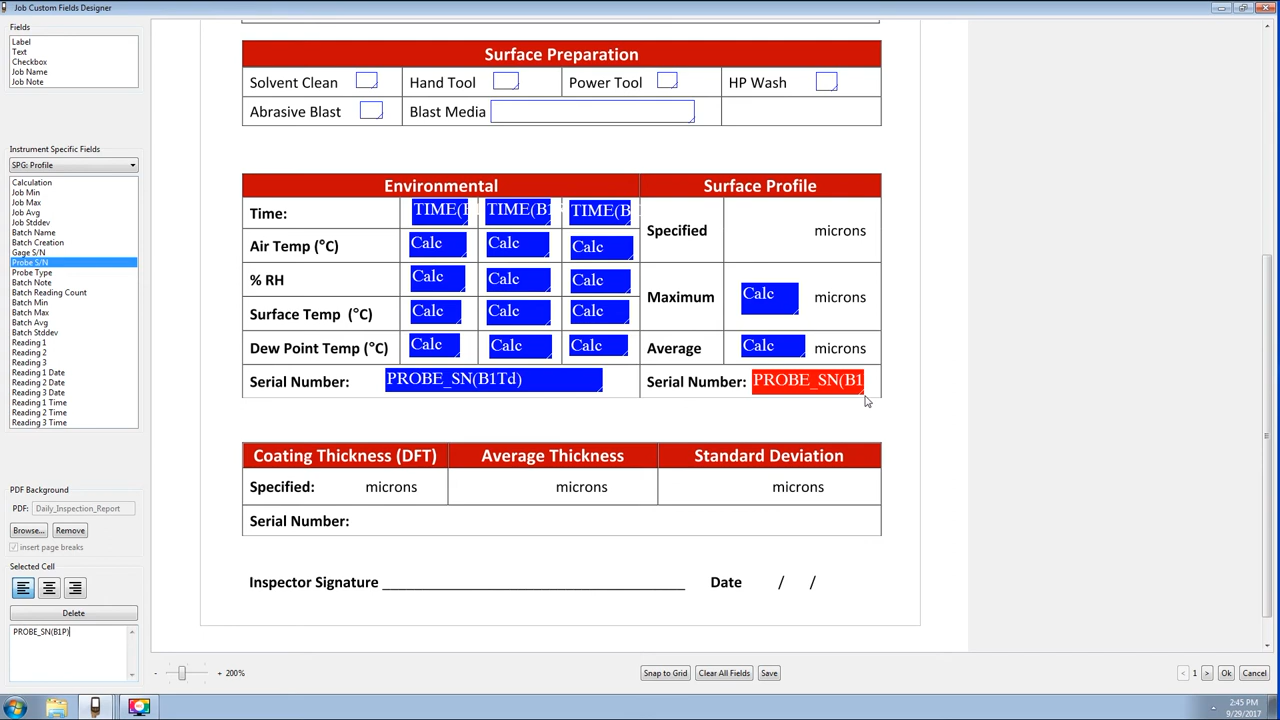 Job Custom Fields Designer
Fields
Label
Text
Checkbox
Job Name
Job Note
Instrument Specific Fields
SPG: Profile
Calculation
Job Min
Job Max
Job Avg
Job Stddev
Batch Name
Batch Creation
Gage S/N
Probe S/N
Probe Type
Batch Note
Batch Reading Count
Batch Min
Batch Max
Batch Avg
Batch Stddev
Reading 1
Reading 2
Reading 3
Reading 1 Date
Reading 2 Date
Reading 3 Date
Reading 1 Time
Reading 2 Time
Reading 3 Time
PDF Background
PDF: Daily_Inspection_Report
Browse... Remove
insert page breaks
Selected Cell
Delete
PROBE_SN(B1P)
Surface Preparation
Solvent Clean Hand Tool Power Tool HP Wash
Abrasive Blast Blast Media
Environmental Surface Profile
Time: TIME( TIME(B1 TIME(B
Specified microns
Air Temp (°C) Calc Calc Calc
% RH Calc Calc Calc
Maximum Calc microns
Surface Temp (°C) Calc Calc Calc
Dew Point Temp (°C) Calc Calc Calc Average Calc microns
Serial Number: PROBE_SN(B1Td) Serial Number: PROBE_SN(B1
Coating Thickness (DFT) Average Thickness Standard Deviation
Specified: microns microns microns
Serial Number:
Inspector Signature Date / /
- + 200% Snap to Grid Clear All Fields Save < 1 > Ok Cancel
2:45 PM
9/29/2017